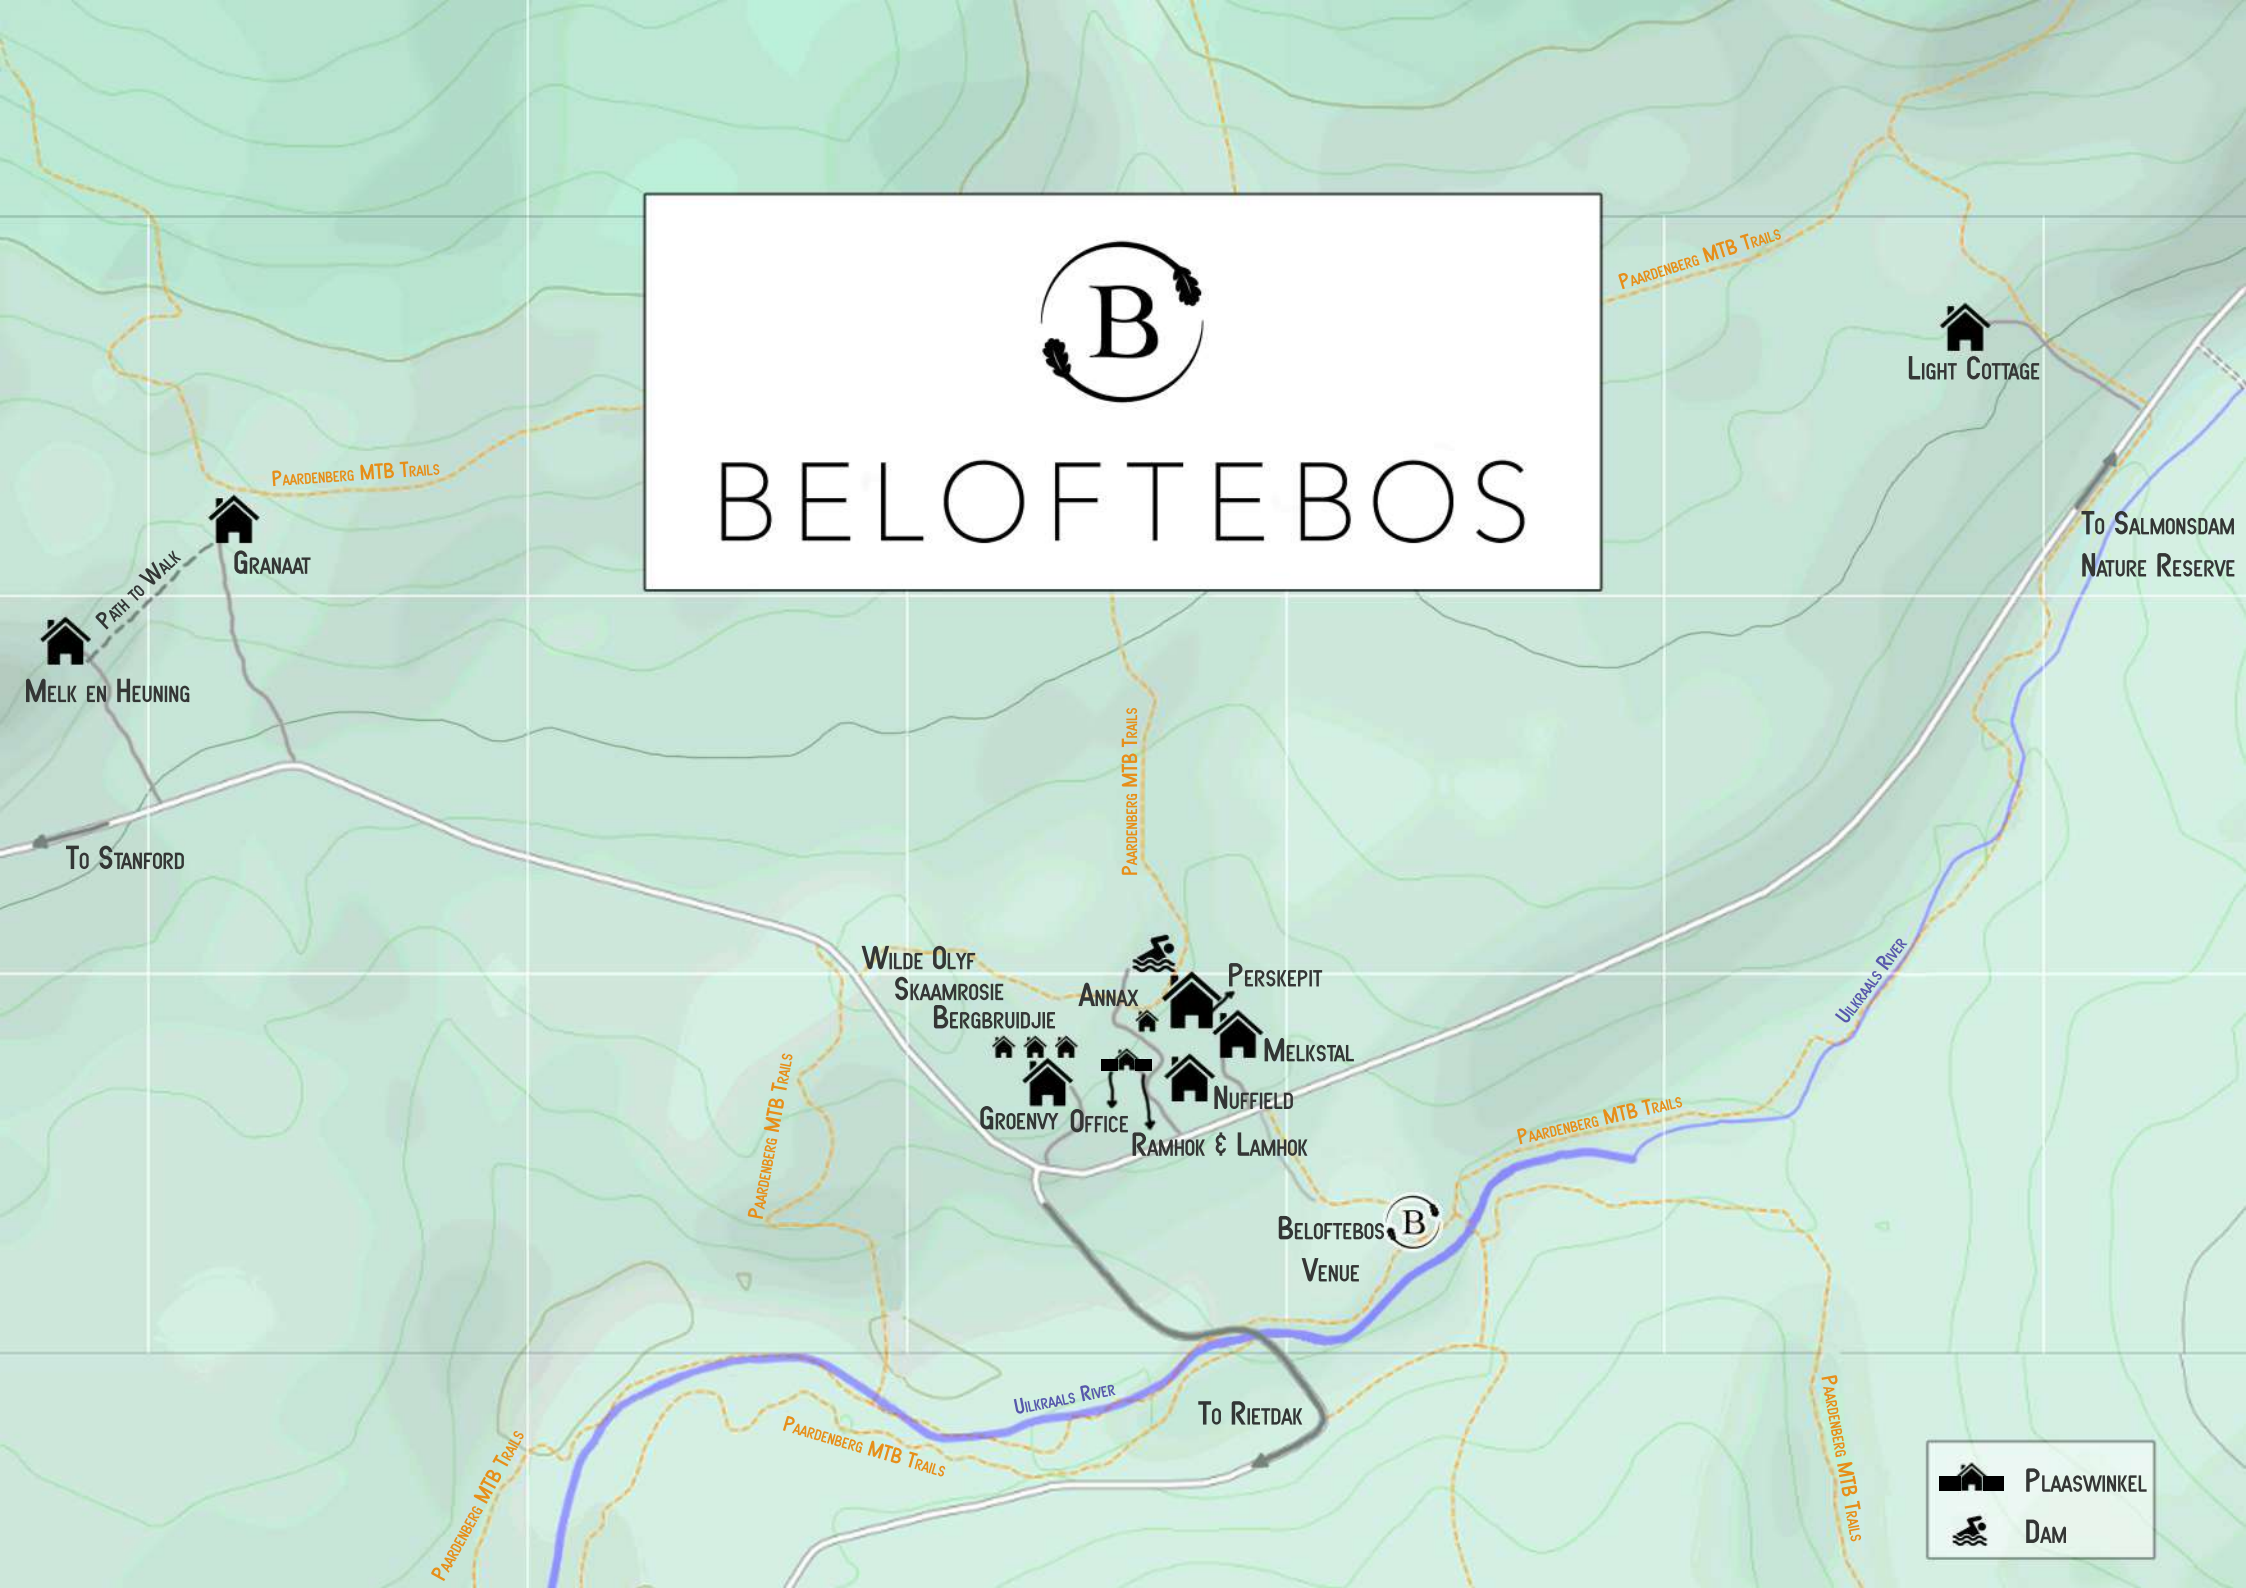 B
BELOFTEBOS
Paardenberg MTB Trails
Light Cottage
Paardenberg MTB Trails
Granaat
Path to Walk
Melk en Heuning
To Salmonsdam
Nature Reserve
Paardenberg MTB Trails
To Stanford
Wilde Olyf
Skaamrosie
Bergbruidjie
Annax
Perskepit
Melkstal
Nuffield
Groenvy
Office
Ramhok & Lamhok
Uilkraals River
Paardenberg MTB Trails
Paardenberg MTB Trails
Beloftebos
Venue
B
Uilkraals River
To Rietdak
Paardenberg MTB Trails
Paardenberg MTB Trails
Paardenberg MTB Trails
Plaaswinkel
Dam